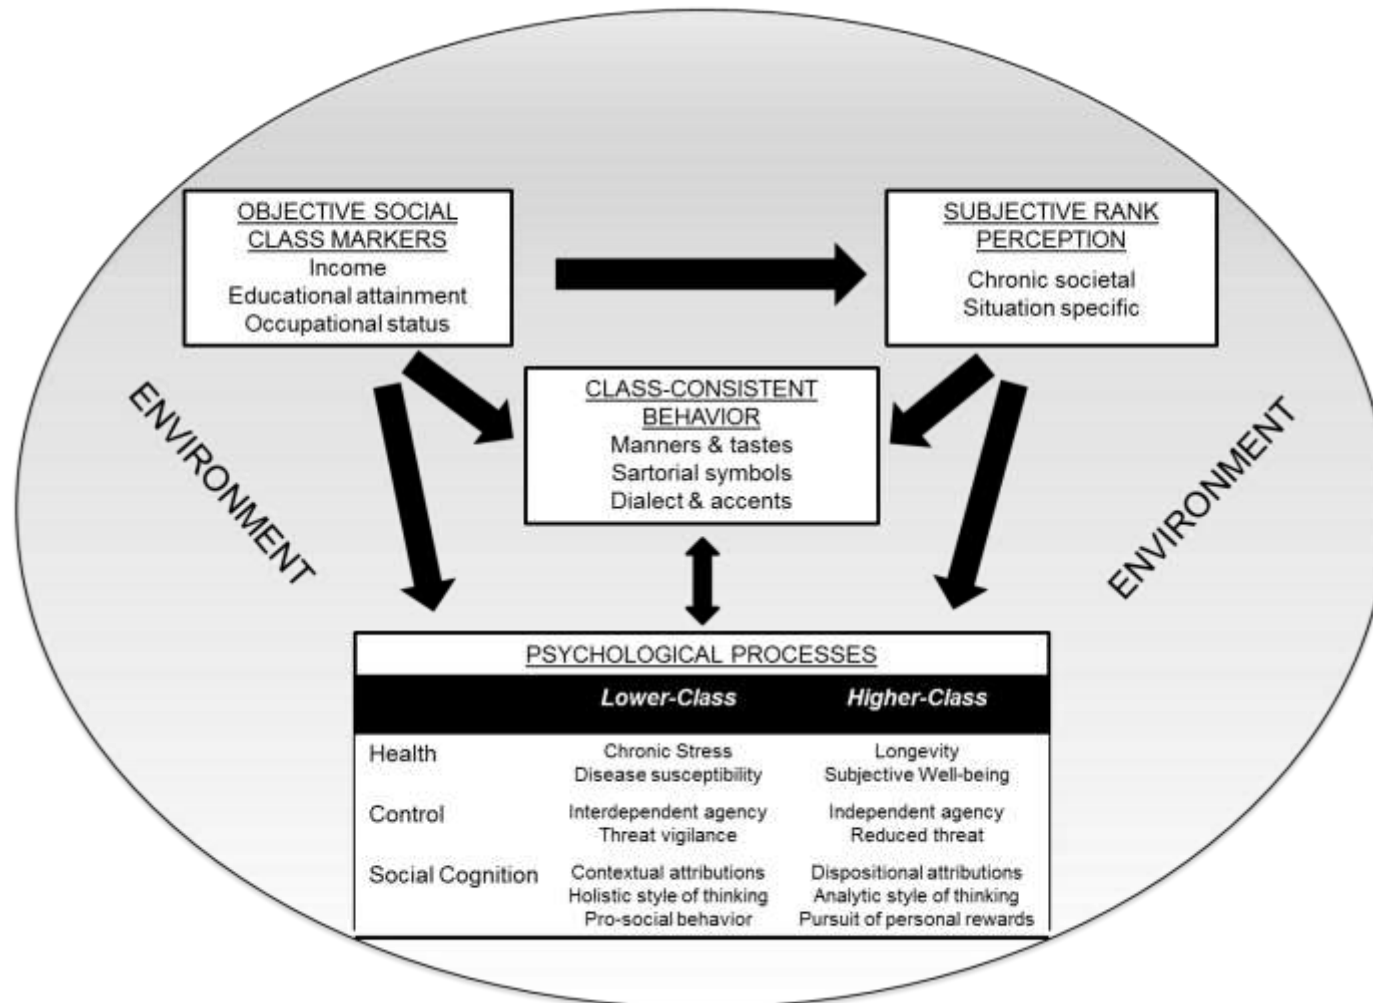 OBJECTIVE SOCIAL
CLASS MARKERS
Income
Educational attainment
Occupational status
SUBJECTIVE RANK
PERCEPTION
Chronic societal
Situation specific
CLASS-CONSISTENT
BEHAVIOR
Manners & tastes
Sartorial symbols
Dialect & accents
ENVIRONMENT
ENVIRONMENT
PSYCHOLOGICAL PROCESSES
Lower-Class Higher-Class
Health Chronic Stress Longevity
Disease susceptibility Subjective Well-being
Control Interdependent agency Independent agency
Threat vigilance Reduced threat
Social Cognition Contextual attributions Dispositional attributions
Holistic style of thinking Analytic style of thinking
Pro-social behavior Pursuit of personal rewards